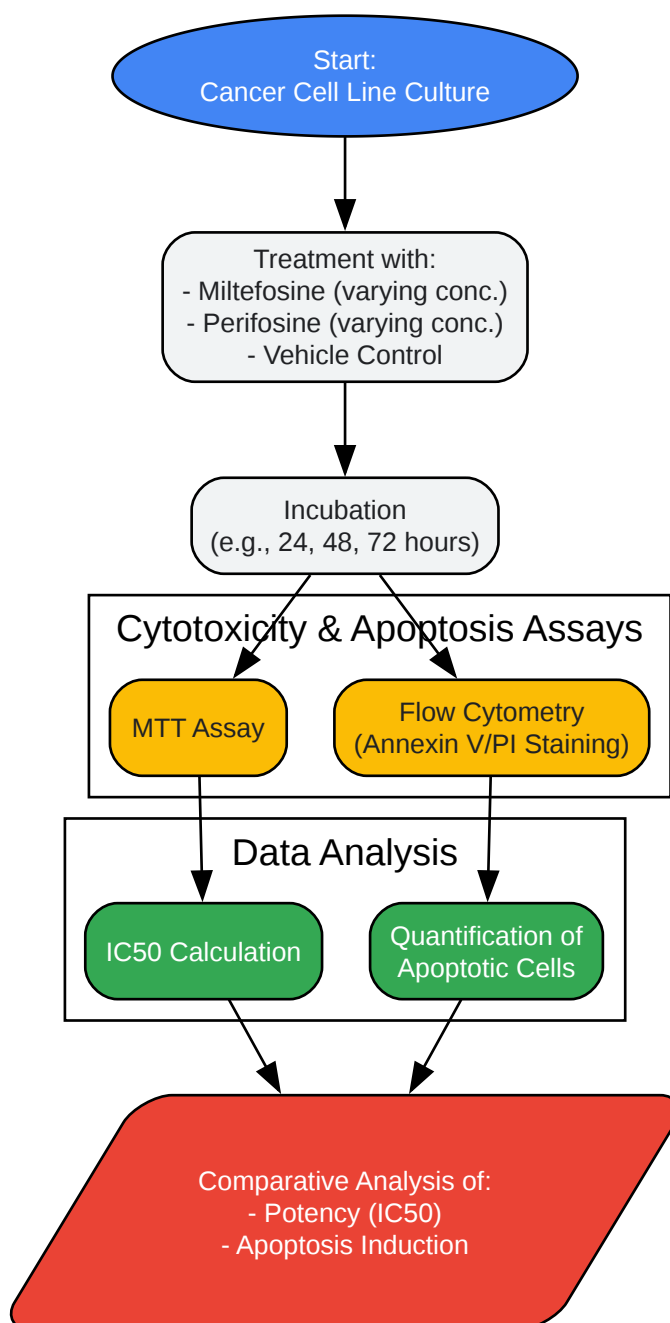 Start:
Cancer Cell Line Culture
Treatment with:
- Miltefosine (varying conc.)
- Perifosine (varying conc.)
- Vehicle Control
Incubation
(e.g., 24, 48, 72 hours)
Cytotoxicity & Apoptosis Assays
MTT Assay
Flow Cytometry
(Annexin V/PI Staining)
Data Analysis
IC50 Calculation
Quantification of
Apoptotic Cells
Comparative Analysis of:
- Potency (IC50)
- Apoptosis Induction